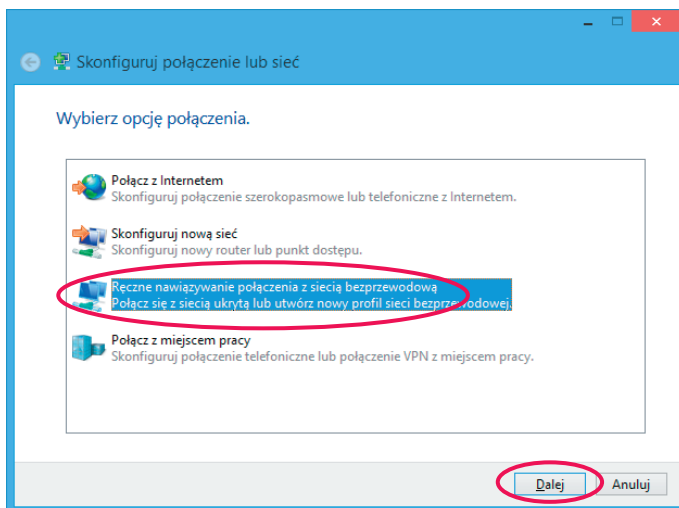 Skonfiguruj połączenie lub sieć
Wybierz opcję połączenia.
Połącz z Internetem
Skonfiguruj połączenie szerokopasmowe lub telefoniczne z Internetem.
Skonfiguruj nową sieć
Skonfiguruj nowy router lub punkt dostępu.
Ręczne nawiązywanie połączenia z siecią bezprzewodową
Połącz się z siecią ukrytą lub utwórz nowy profil sieci bezprzewodowej.
Połącz z miejscem pracy
Skonfiguruj połączenie telefoniczne lub połączenie VPN z miejscem pracy.
Dalej Anuluj